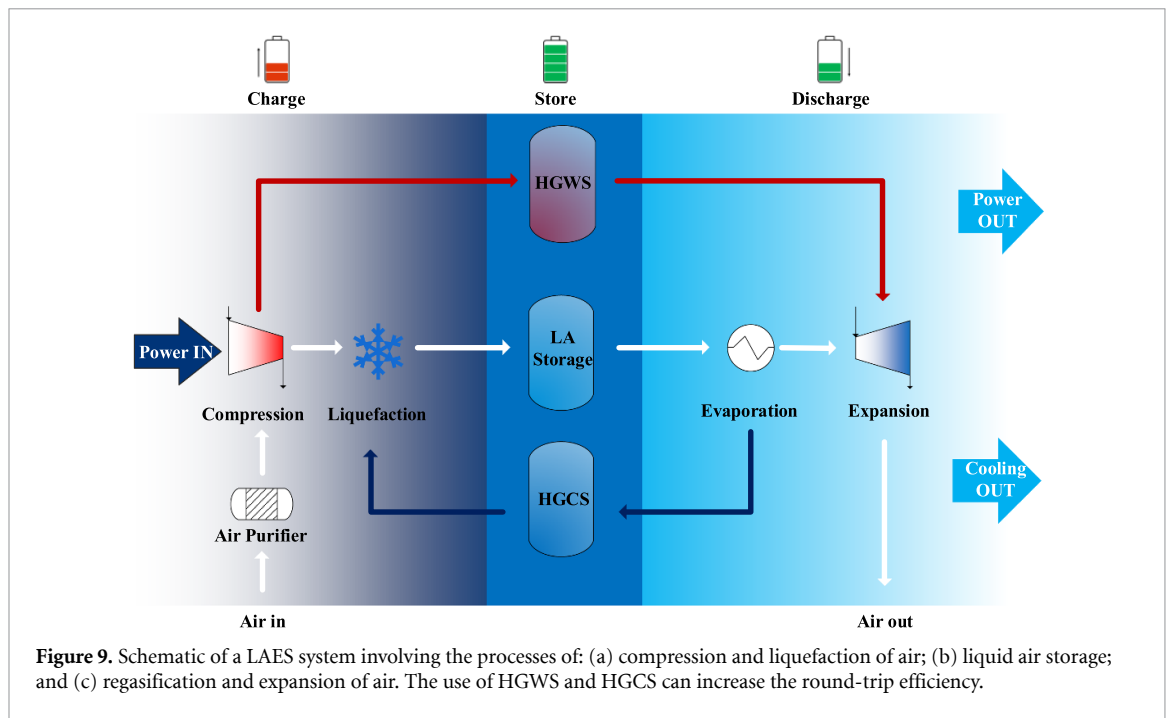 Charge
Store
Discharge
HGWS
Power
OUT
Power IN
LA
Storage
Compression
Liquefaction
Evaporation
Expansion
HGCS
Cooling
OUT
Air Purifier
Air in
Air out
Figure 9. Schematic of a LAES system involving the processes of: (a) compression and liquefaction of air; (b) liquid air storage;
and (c) regasification and expansion of air. The use of HGWS and HGCS can increase the round-trip efficiency.